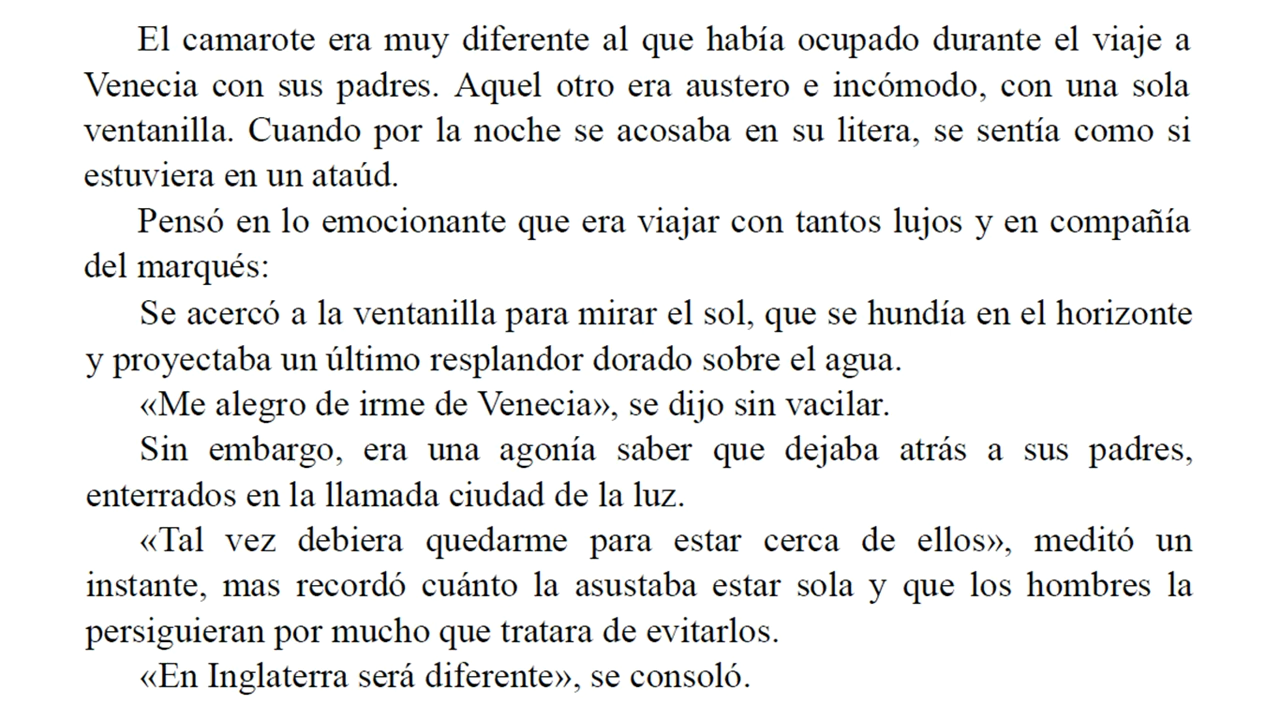 El camarote era muy diferente al que había ocupado durante el viaje a
Venecia con sus padres. Aquel otro era austero e incómodo, con una sola
ventanilla. Cuando por la noche se acosaba en su litera, se sentía como si
estuviera en un ataúd.
Pensó en lo emocionante que era viajar con tantos lujos y en compañía
del marqués:
Se acercó a la ventanilla para mirar el sol, que se hundía en el horizonte
y proyectaba un último resplandor dorado sobre el agua.
«Me alegro de irme de Venecia», se dijo sin vacilar.
Sin embargo, era una agonía saber que dejaba atrás a sus padres,
enterrados en la llamada ciudad de la luz.
«Tal vez debiera quedarme para estar cerca de ellos», meditó un
instante, mas recordó cuánto la asustaba estar sola y que los hombres la
persiguieran por mucho que tratara de evitarlos.
«En Inglaterra será diferente», se consoló.